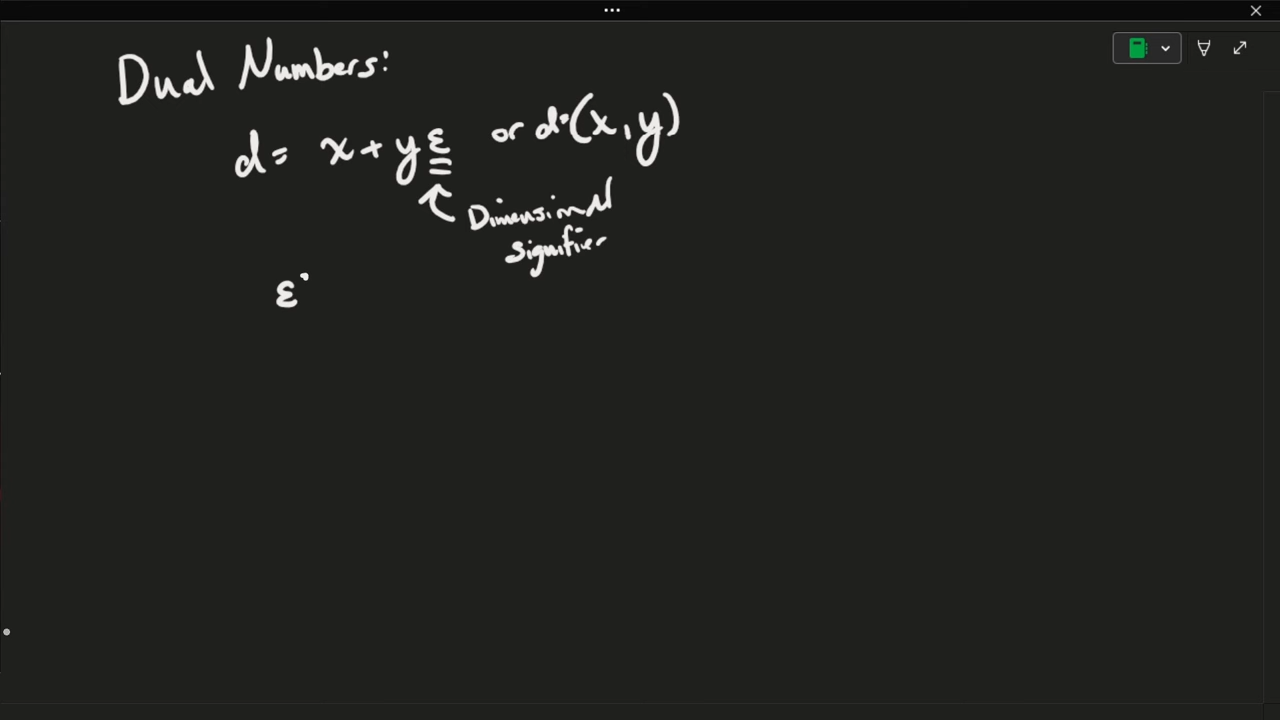 Dual Numbers:
d = x + yε or d=(x,y)
Dimensional
signifier
ε